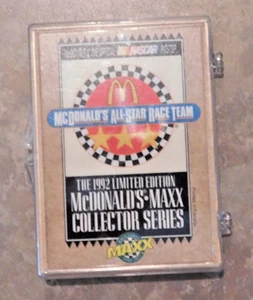 NASCAR
McDONALD'S ALL-STAR RACE TEAM
THE 1992 LIMITED EDITION
McDONALD'S • MAXX
COLLECTOR SERIES
MAXX